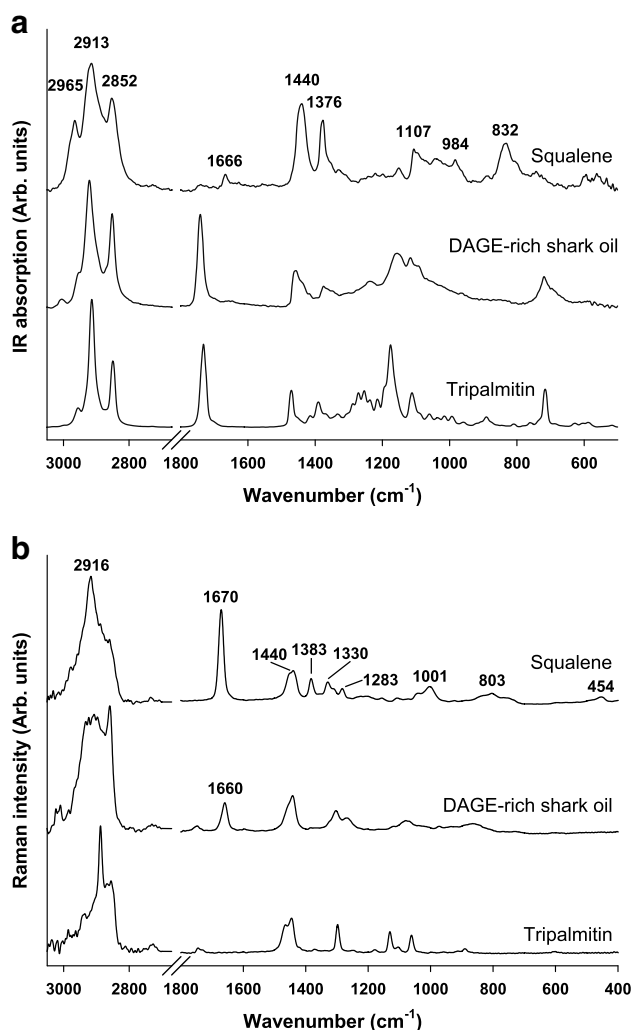 a
2913
2965
2852
1440
1376
1666
1107
984
832
Squalene
DAGE-rich shark oil
Tripalmitin
IR absorption (Arb. units)
3000 2800 1800 1600 1400 1200 1000 800 600
Wavenumber (cm-1)
b
2916
1670
1440
1383
1330
1283
1001
803
454
Squalene
1660
DAGE-rich shark oil
Tripalmitin
Raman intensity (Arb. units)
3000 2800 1800 1600 1400 1200 1000 800 600 400
Wavenumber (cm-1)